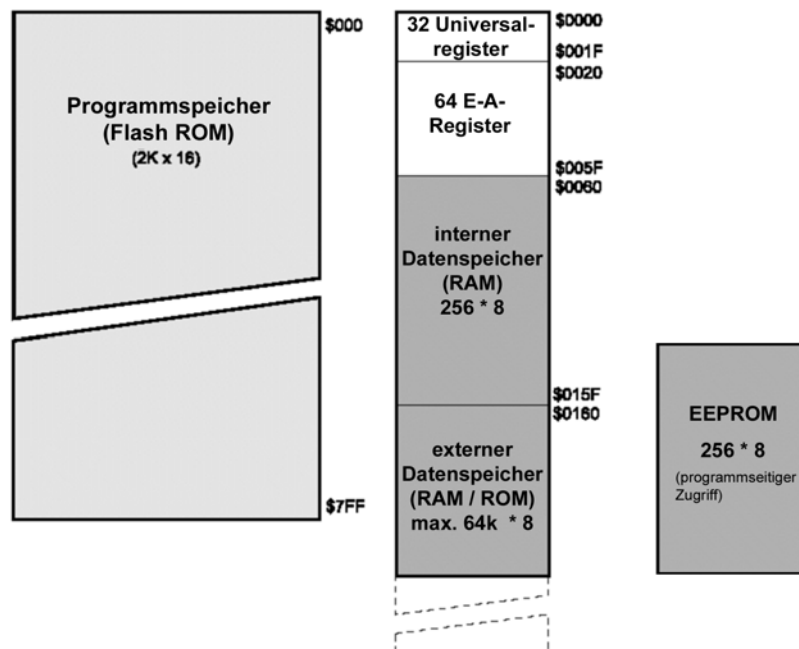 $000
Programmspeicher
(Flash ROM)
(2K x 16)
$7FF
32 Universal-
register
$0000
$001F
$0020
64 E-A-
Register
$005F
$0060
interner
Datenspeicher
(RAM)
256 * 8
$015F
$0160
externer
Datenspeicher
(RAM / ROM)
max. 64k * 8
EEPROM
256 * 8
(programmseitiger
Zugriff)